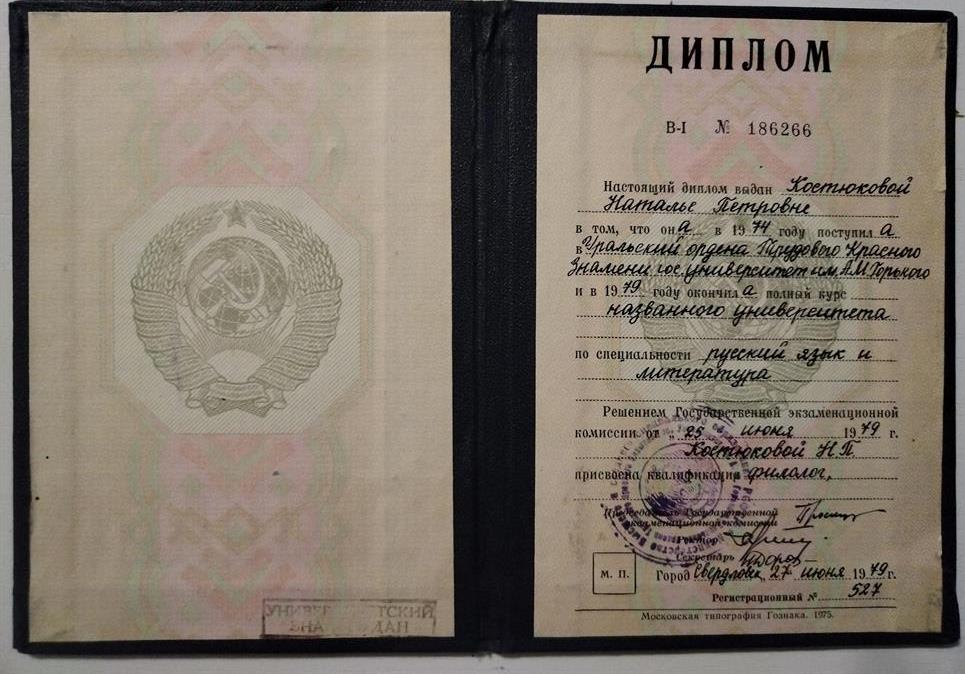 УНИВЕРСИТЕТСКИЙ
ЗНАК ВЫДАН
ДИПЛОМ
В-I № 186266
Настоящий диплом выдан Костюковой
Наталье Петровне
в том, что она в 1974 году поступила
в Уральский ордена Трудового Красного
Знамени гос. университет им. А.М. Горького
и в 1979 году окончила полный курс
названного университета
по специальности русский язык и
литература
Решением Государственной экзаменационной
комиссии от „25 июня 1979 г.
Костюковой Н.П.
присвоена квалификация филолог,
Председатель Государственной
экзаменационной комиссии
Ректор
Секретарь
М. П.
Город Свердловск, 27 июня 1979 г.
Регистрационный № 527
Московская типография Гознака. 1975.